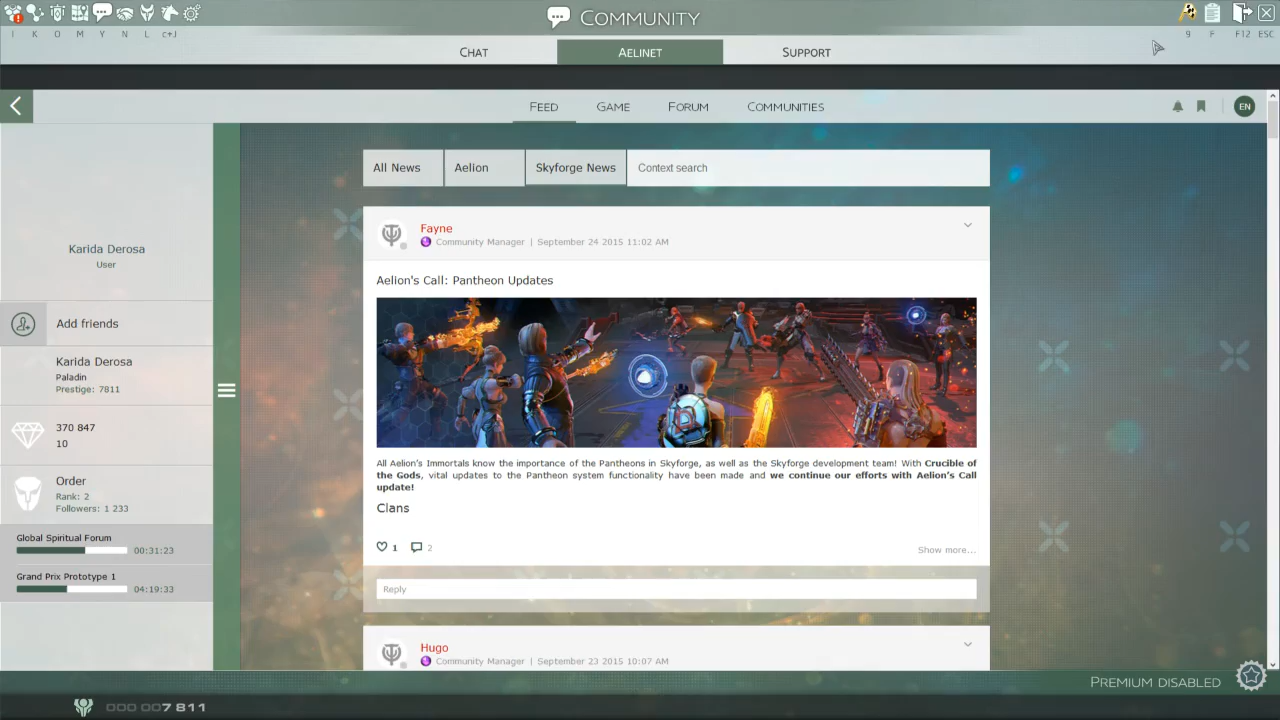 I K O M Y N L C+J
COMMUNITY
9 F F12 ESC
CHAT AELINET SUPPORT
FEED GAME FORUM COMMUNITIES
EN
All News Aelion Skyforge News Context search
Karida Derosa
User
Add friends
Karida Derosa
Paladin
Prestige: 7811
370 847
10
Order
Rank: 2
Followers: 1 233
Global Spiritual Forum
00:31:23
Grand Prix Prototype 1
04:19:33
Fayne
Community Manager | September 24 2015 11:02 AM
Aelion's Call: Pantheon Updates
All Aelion's Immortals know the importance of the Pantheons in Skyforge, as well as the Skyforge development team! With Crucible of
the Gods, vital updates to the Pantheon system functionality have been made and we continue our efforts with Aelion's Call
update!
Clans
1 2
Show more...
Reply
Hugo
Community Manager | September 23 2015 10:07 AM
PREMIUM DISABLED
000 007 811